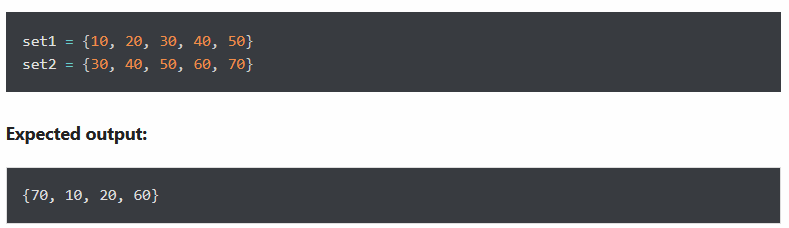 set1 = {10, 20, 30, 40, 50}
set2 = {30, 40, 50, 60, 70}
Expected output:
{70, 10, 20, 60}